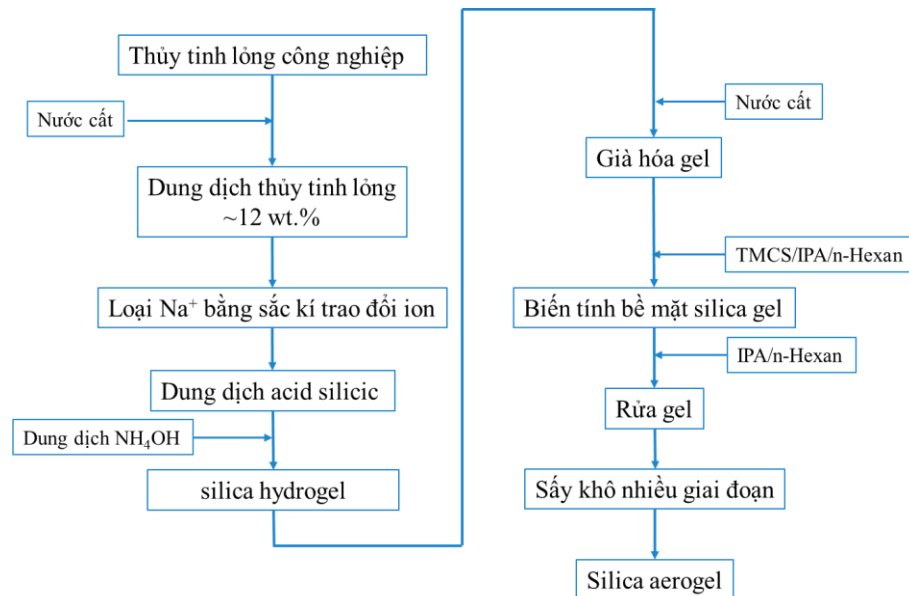 Thủy tinh lỏng công nghiệp
Nước cất
Dung dịch thủy tinh lỏng
~12 wt.%
Loại Na⁺ bằng sắc kí trao đổi ion
Dung dịch acid silicic
Dung dịch NH₄OH
silica hydrogel
Nước cất
Già hóa gel
TMCS/IPA/n-Hexan
Biến tính bề mặt silica gel
IPA/n-Hexan
Rửa gel
Sấy khô nhiều giai đoạn
Silica aerogel